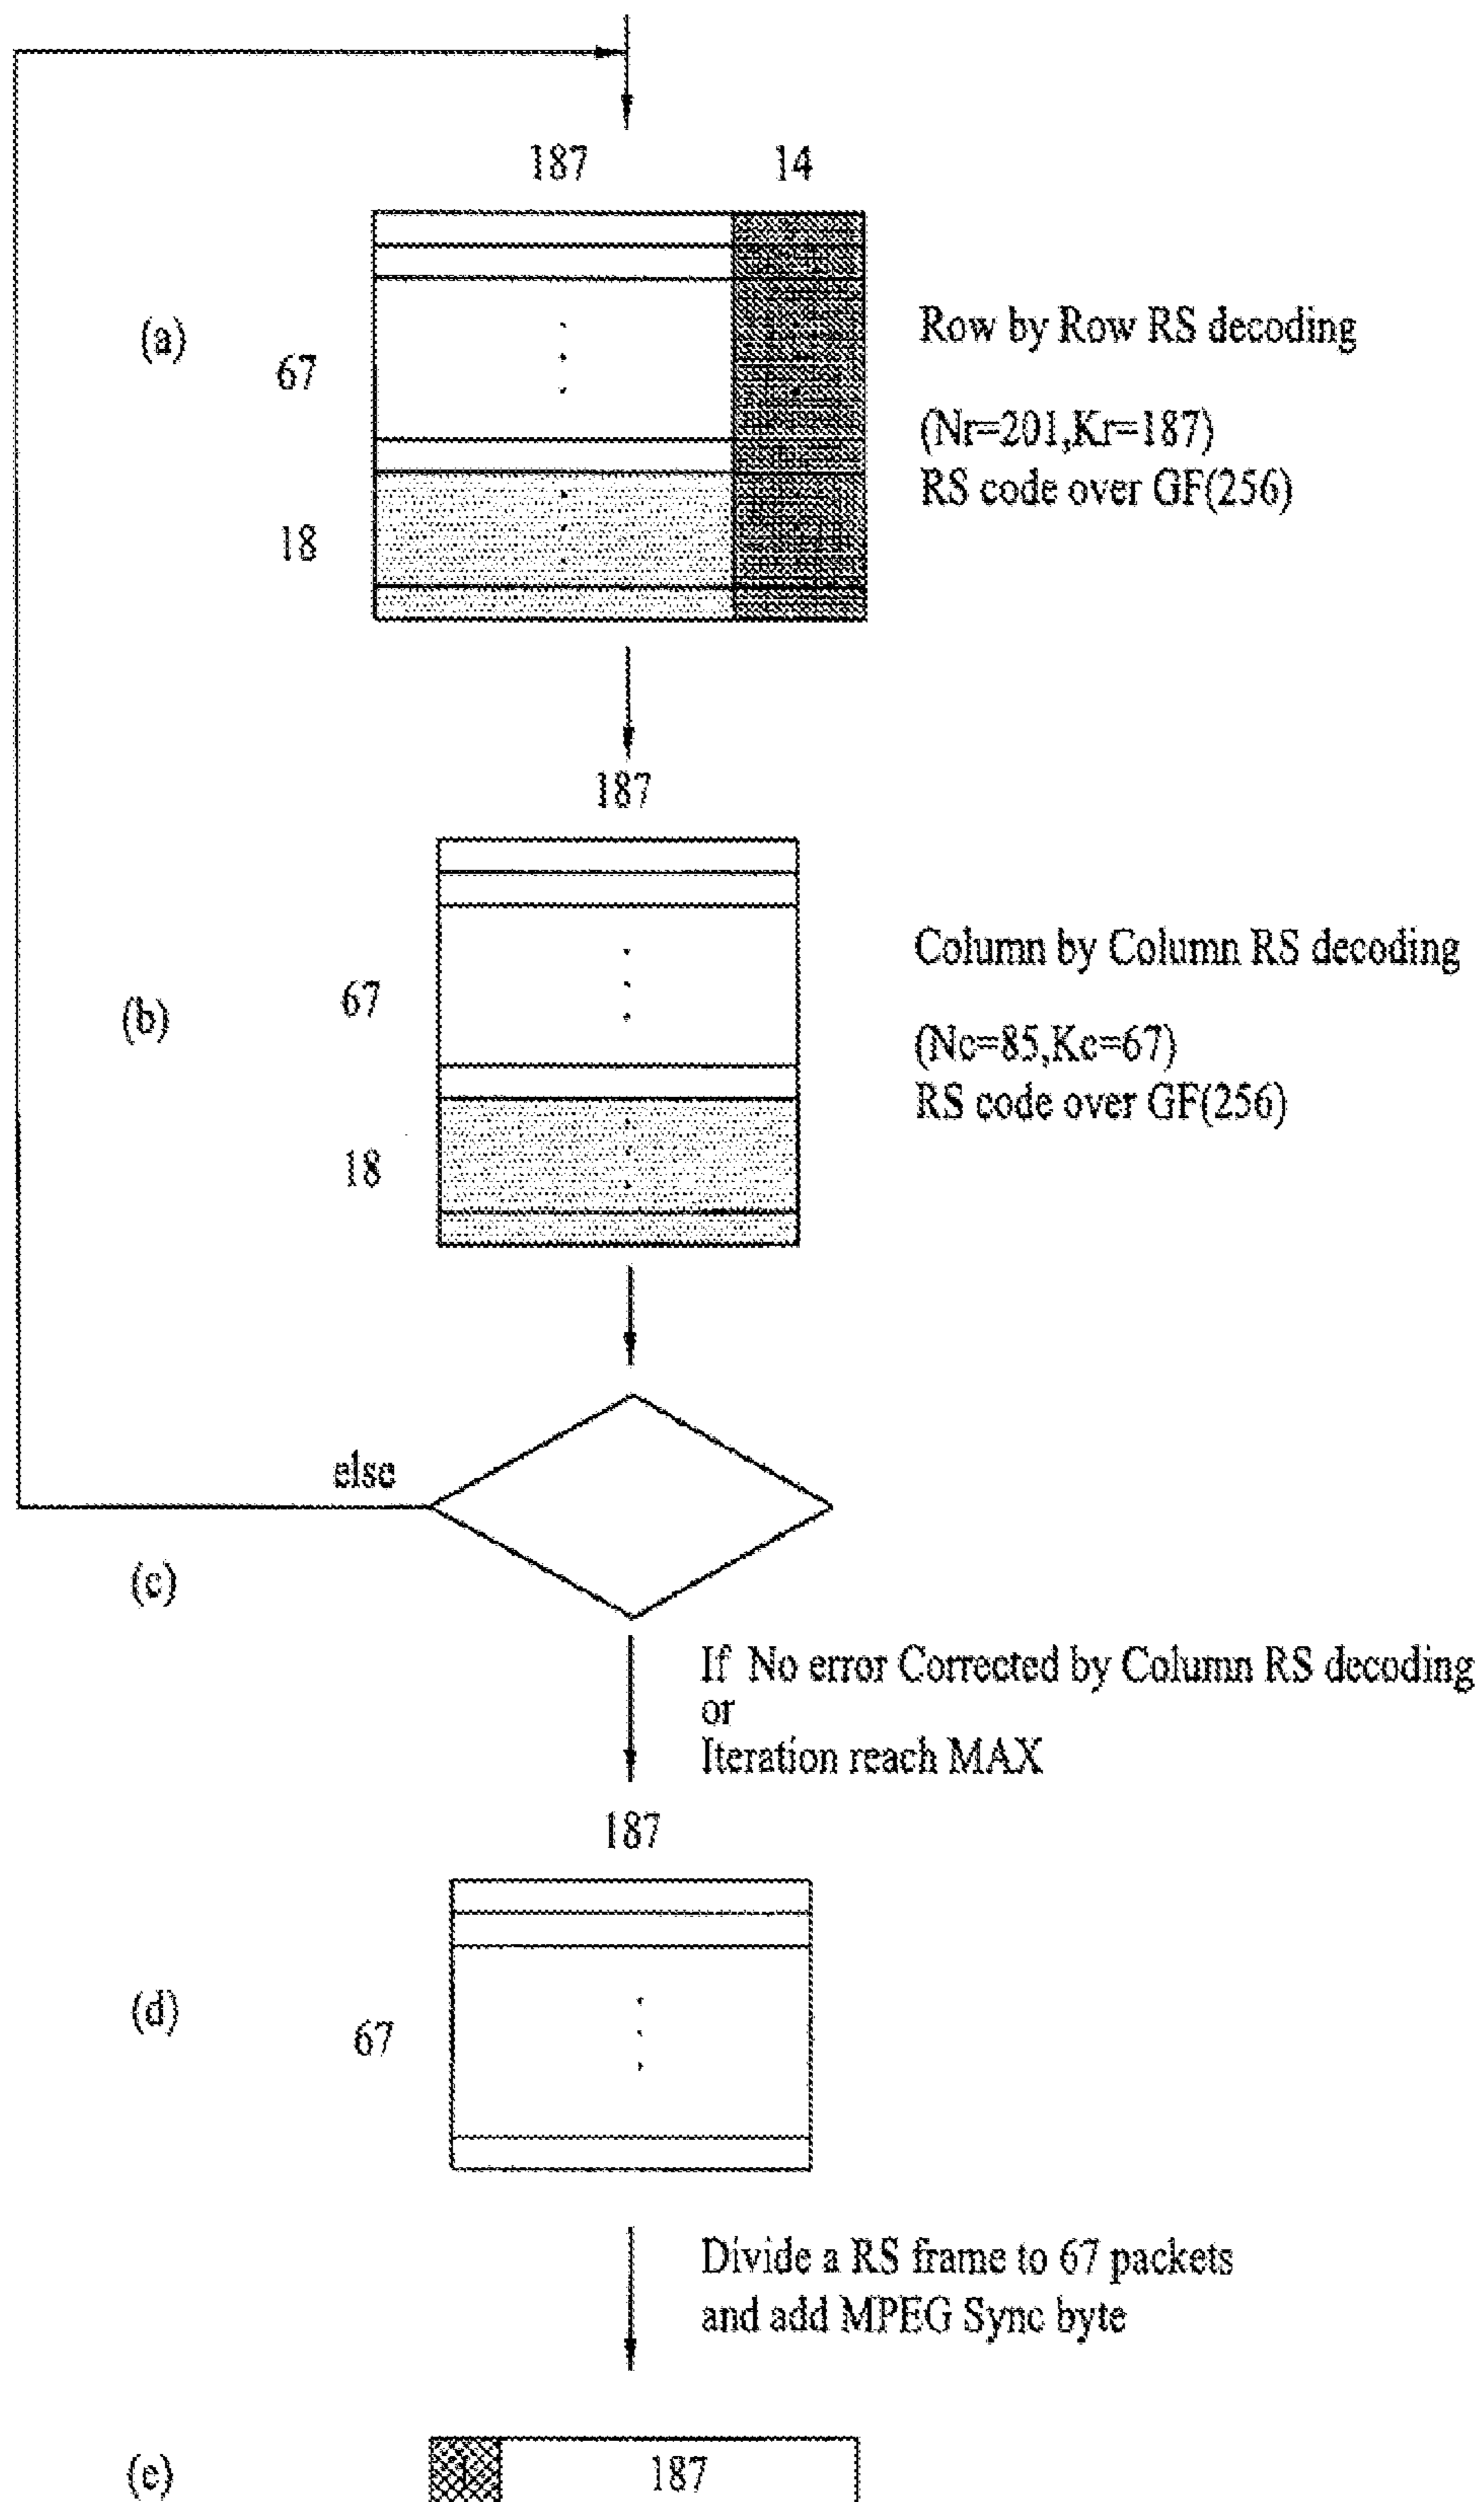 187 14
(a)
67
18
Row by Row RS decoding
(Nr=201,Kr=187)
RS code over GF(256)
187
(b)
67
18
Column by Column RS decoding
(Nc=85,Kc=67)
RS code over GF(256)
else
(c)
If No error Corrected by Column RS decoding
or
Iteration reach MAX
187
(d)
67
Divide a RS frame to 67 packets
and add MPEG Sync byte
(e)
1 187